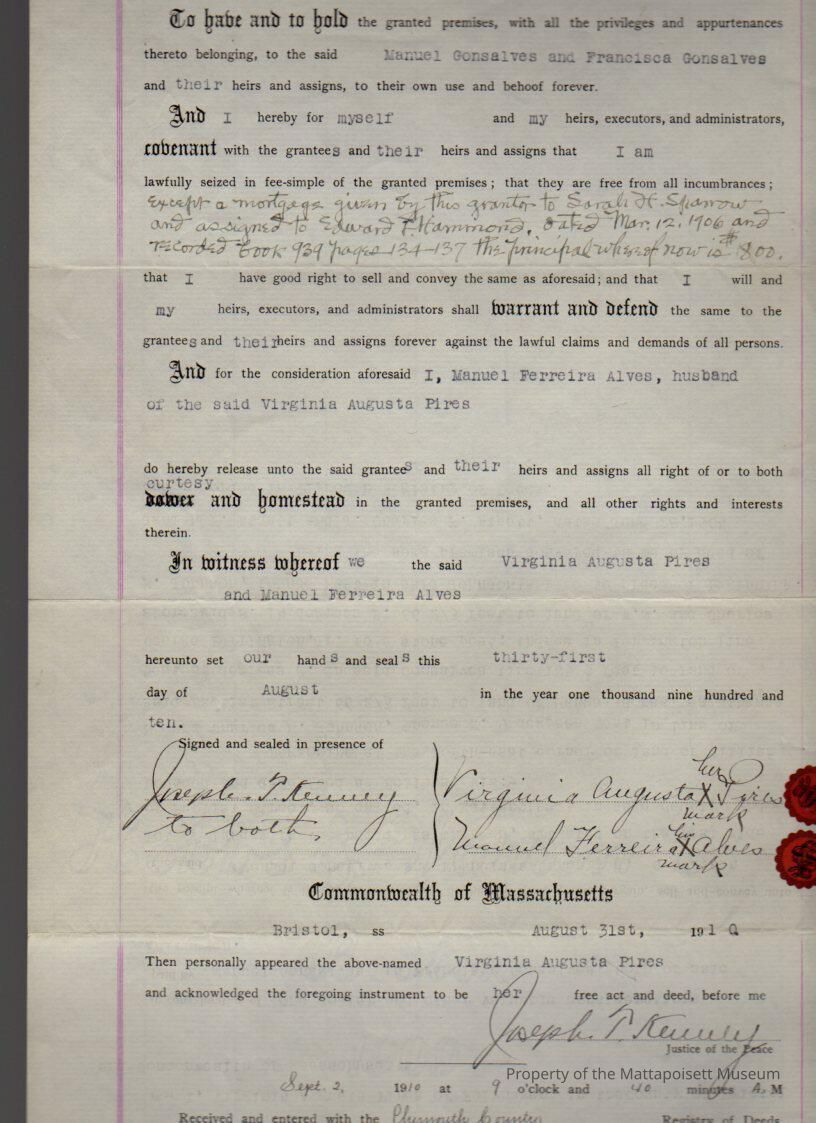 To have and to hold the granted premises, with all the privileges and appurtenances
thereto belonging, to the said Manuel Gonsalves and Francisca Gonsalves
and their heirs and assigns, to their own use and behoof forever.
And I hereby for myself and my heirs, executors, and administrators,
covenant with the grantees and their heirs and assigns that I am
lawfully seized in fee-simple of the granted premises; that they are free from all incumbrances;
Except a mortgage given by this grantor to Sarah H. Sparrow
and assigned to Edward F. Hammond, dated Mar. 12, 1906 and
recorded book 939 pages 134-137 the principal whereof now is $800.
that I have good right to sell and convey the same as aforesaid; and that I will and
my heirs, executors, and administrators shall warrant and defend the same to the
grantees and their heirs and assigns forever against the lawful claims and demands of all persons.
And for the consideration aforesaid I, Manuel Ferreira Alves, husband
of the said Virginia Augusta Pires
do hereby release unto the said grantees and their heirs and assigns all right of or to both
curtesy
dower and homestead in the granted premises, and all other rights and interests
therein.
In witness whereof we the said Virginia Augusta Pires
and Manuel Ferreira Alves
hereunto set our hands and seals this thirty-first
day of August in the year one thousand nine hundred and
ten.
Signed and sealed in presence of
her
Joseph T. Kenney Virginia Augusta X Pires
mark
to both. his
Manuel Ferreira X Alves
mark
Commonwealth of Massachusetts
Bristol, ss August 31st, 1910
Then personally appeared the above-named Virginia Augusta Pires
and acknowledged the foregoing instrument to be her free act and deed, before me
Joseph T. Kenney
Justice of the Peace
Property of the Mattapoisett Museum
Sept. 2, 1910 at 9 o'clock and 40 minutes A. M
Received and entered with the Plymouth County Registry of Deeds